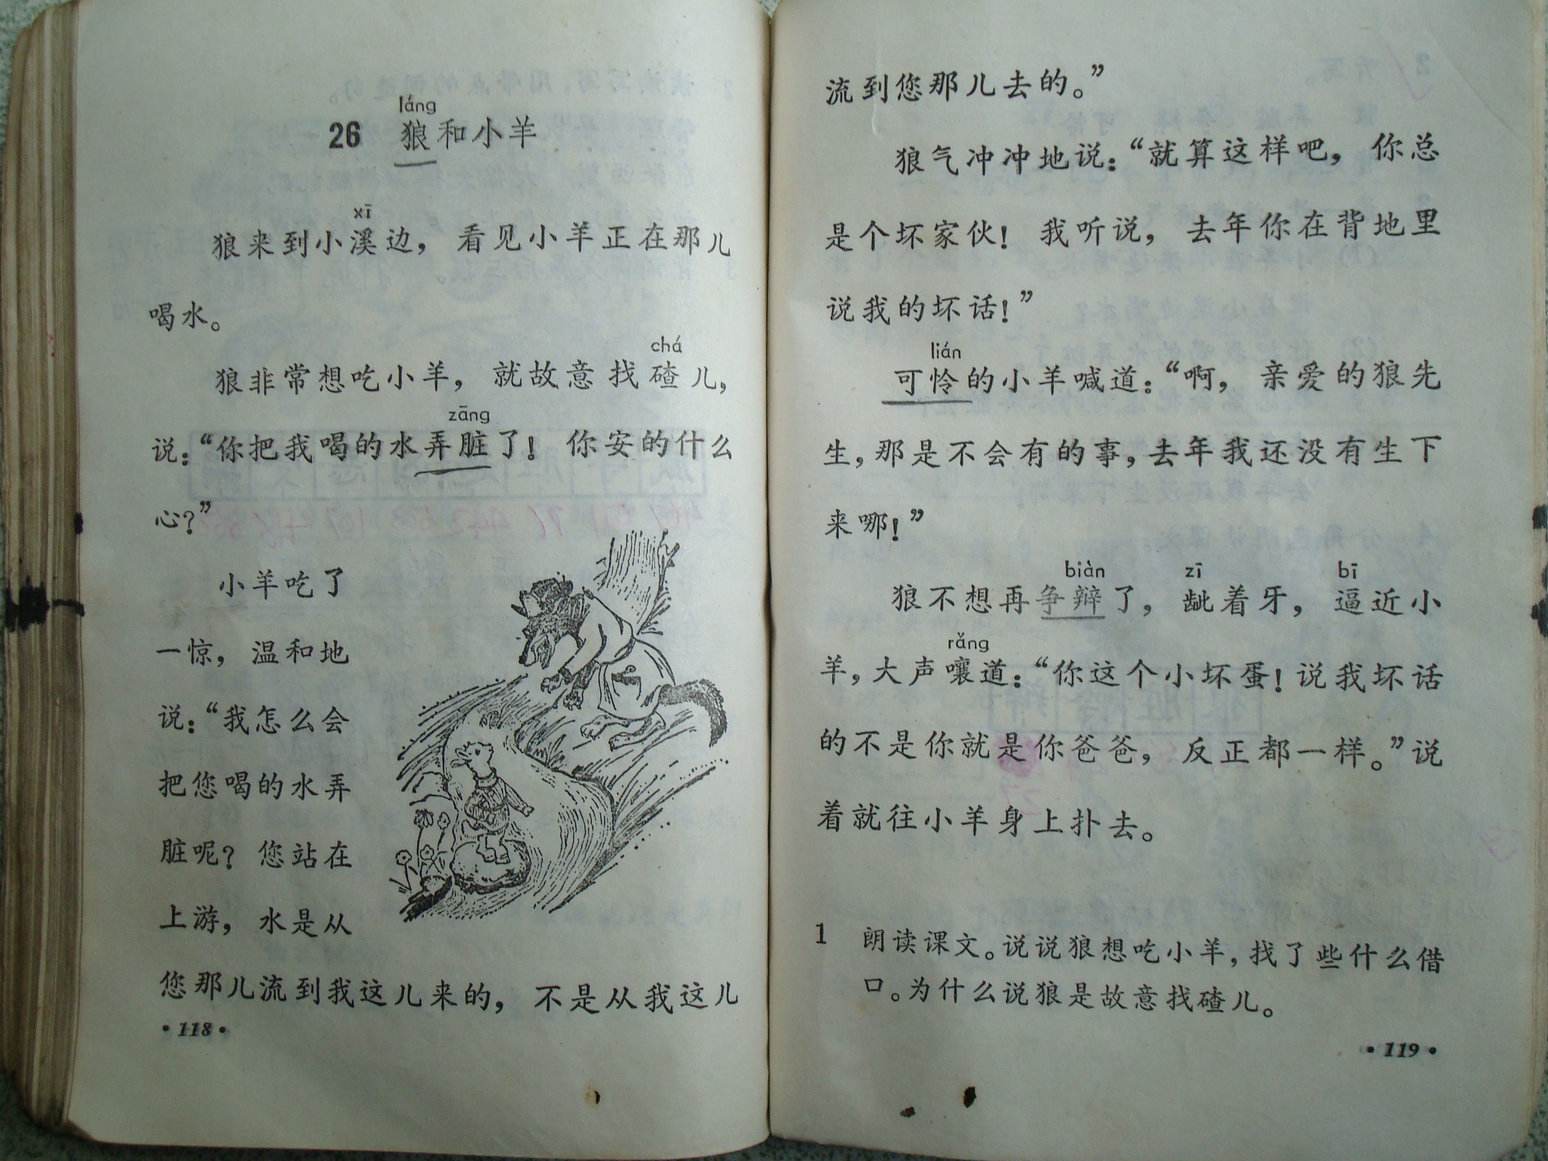 láng
26 狼和小羊
xī
狼来到小溪边，看见小羊正在那儿
喝水。
chá
狼非常想吃小羊，就故意找碴儿，
zāng
说：“你把我喝的水弄脏了！你安的什么
心？”
小羊吃了
一惊，温和地
说：“我怎么会
把您喝的水弄
脏呢？您站在
上游，水是从
您那儿流到我这儿来的，不是从我这儿
·118·
流到您那儿去的。”
狼气冲冲地说：“就算这样吧，你总
是个坏家伙！我听说，去年你在背地里
说我的坏话！”
lián
可怜的小羊喊道：“啊，亲爱的狼先
生，那是不会有的事，去年我还没有生下
来哪！”
biàn zī bī
狼不想再争辩了，龇着牙，逼近小
rǎng
羊，大声嚷道：“你这个小坏蛋！说我坏话
的不是你就是你爸爸，反正都一样。”说
着就往小羊身上扑去。
1 朗读课文。说说狼想吃小羊，找了些什么借
口。为什么说狼是故意找碴儿。
·119·